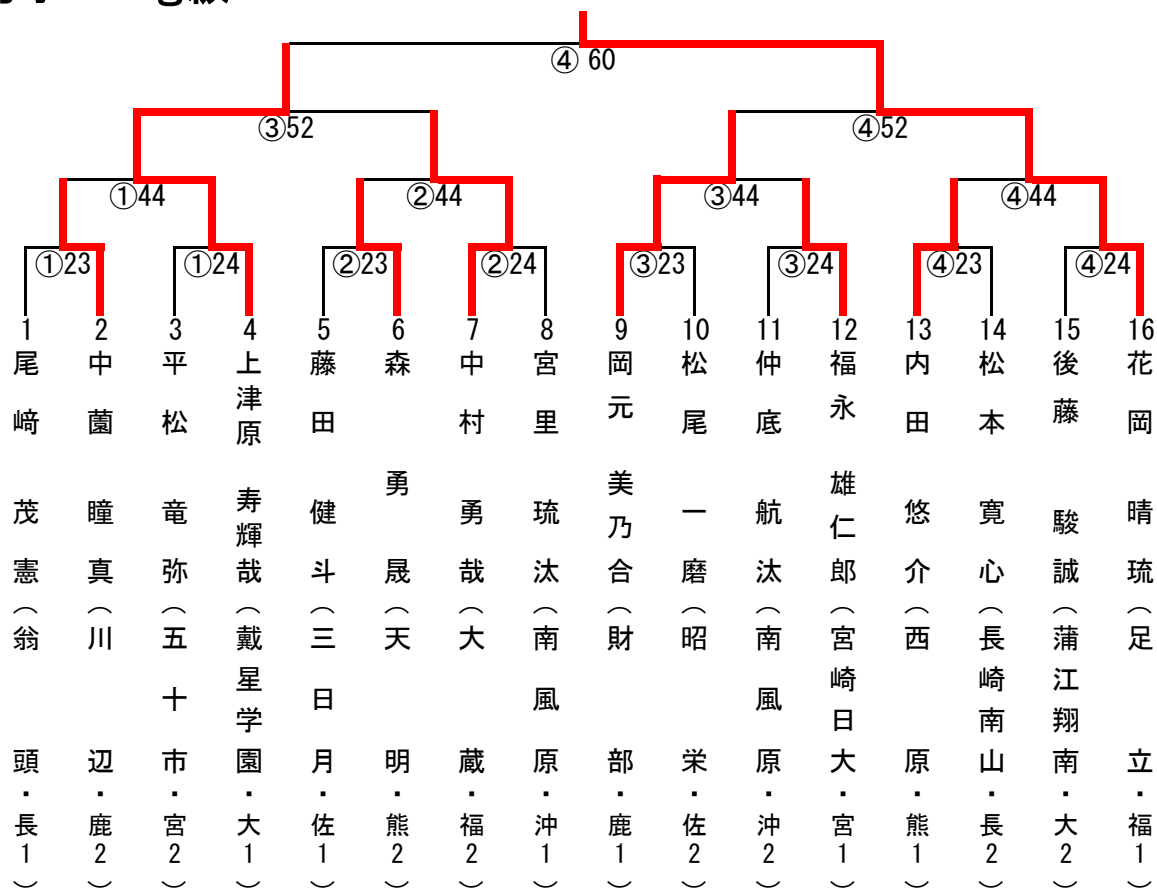 ④ 60
③52
④52
①44
②44
③44
④44
①23
①24
②23
②24
③23
③24
④23
④24
1 尾﨑 茂憲（翁頭・長1）
2 中薗 瞳真（川辺・鹿2）
3 平松 竜弥（五十市・宮2）
4 上津原 寿輝哉（戴星学園・大1）
5 藤田 健斗（三日月・佐1）
6 森 勇晟（天明・熊2）
7 中村 勇哉（大蔵・福2）
8 宮里 琉汰（南風原・沖1）
9 岡元 美乃合（財部・鹿1）
10 松尾 一磨（昭栄・佐2）
11 仲底 航汰（南風原・沖2）
12 福永 雄仁郎（宮崎日大・宮1）
13 内田 悠介（西原・熊1）
14 松本 寛心（長崎南山・長2）
15 後藤 駿誠（蒲江翔南・大2）
16 花岡 晴琉（足立・福1）